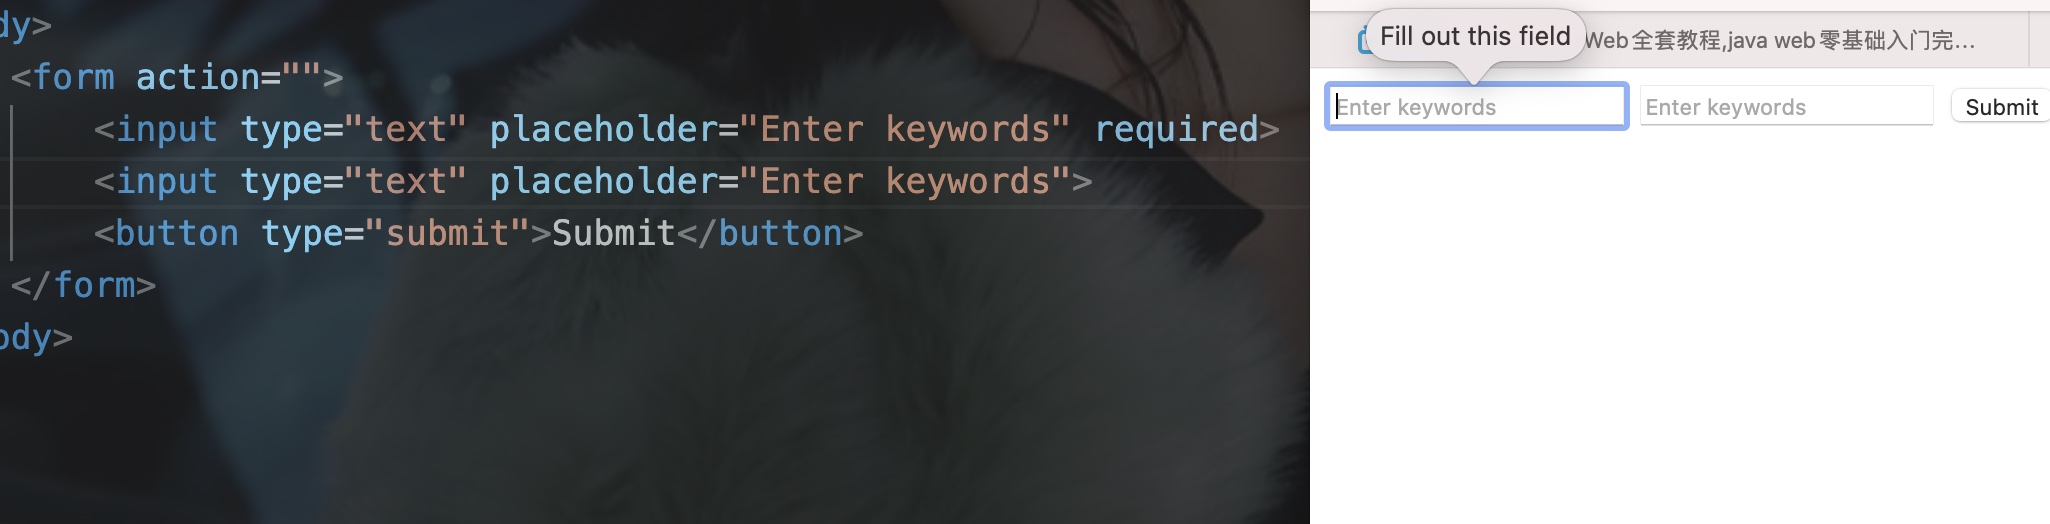 dy>
<form action="">
<input type="text" placeholder="Enter keywords" required>
<input type="text" placeholder="Enter keywords">
<button type="submit">Submit</button>
</form>
ody>
Fill out this field
Web全套教程,java web零基础入门完...
Enter keywords
Enter keywords
Submit